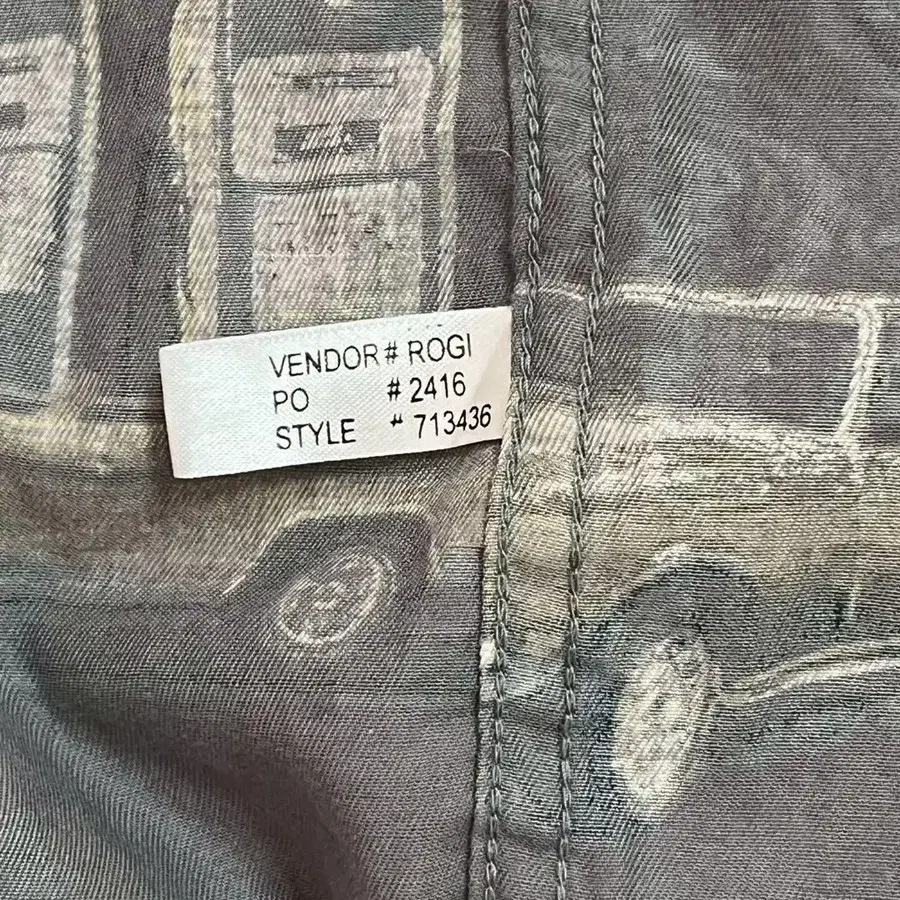 VENDOR# ROGI
PO # 2416
STYLE # 713436